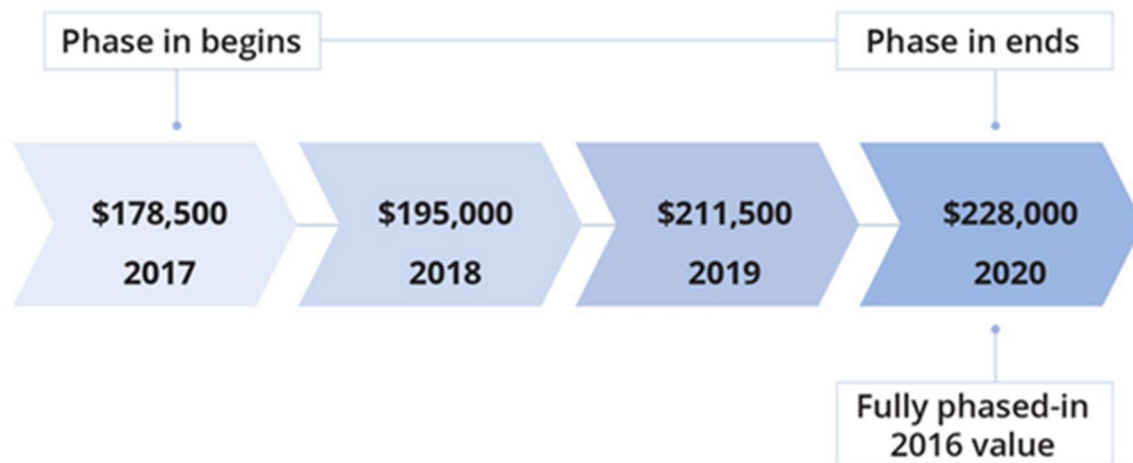 Phase in begins
Phase in ends
$178,500
2017
$195,000
2018
$211,500
2019
$228,000
2020
Fully phased-in
2016 value